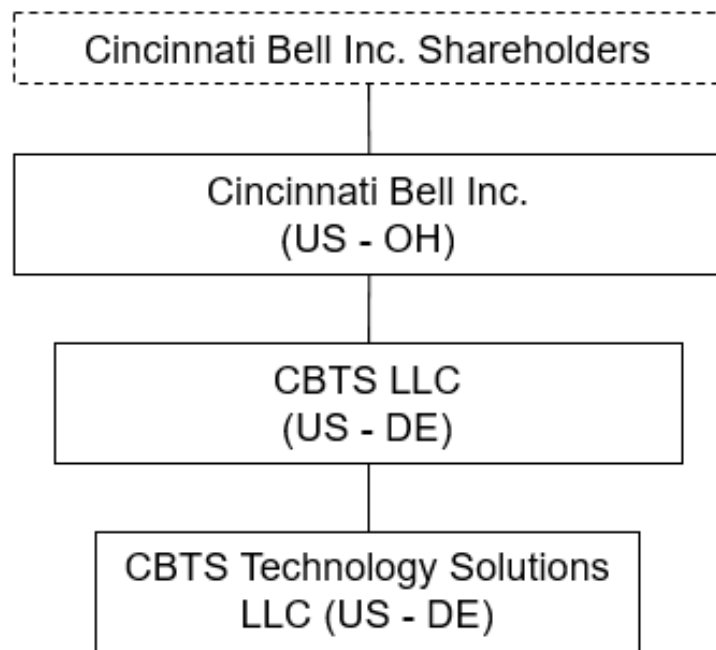 Cincinnati Bell Inc. Shareholders
Cincinnati Bell Inc.
(US - OH)
CBTS LLC
(US - DE)
CBTS Technology Solutions
LLC (US - DE)